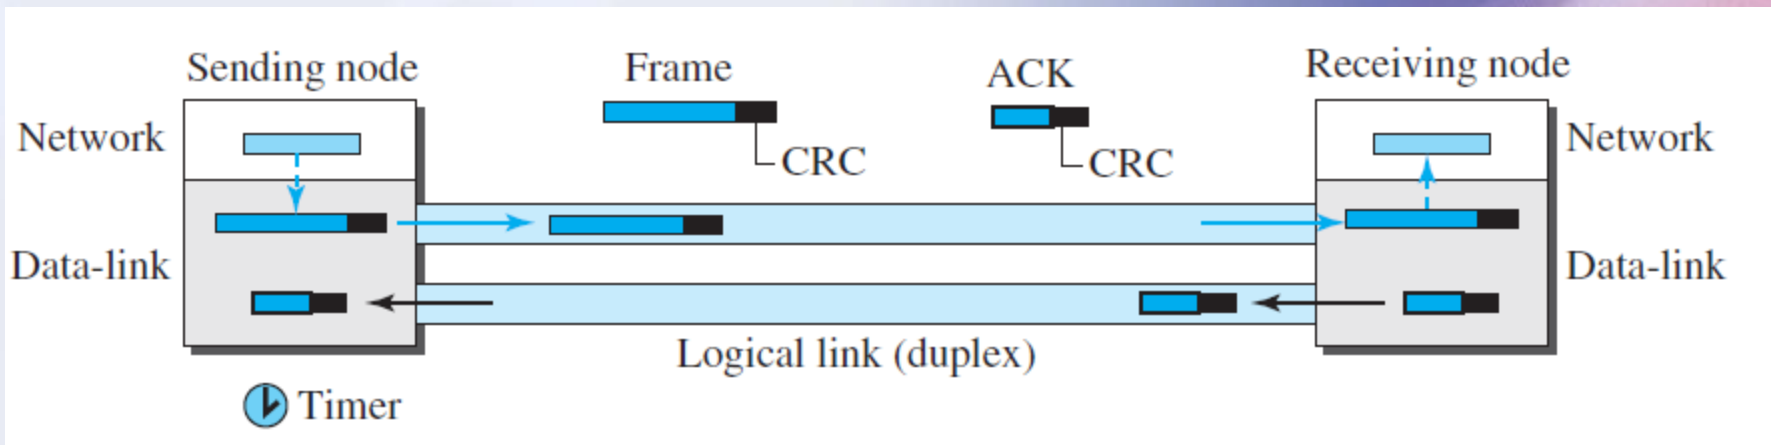 Sending node
Frame
ACK
Receiving node
Network
CRC
CRC
Network
Data-link
Data-link
Logical link (duplex)
Timer